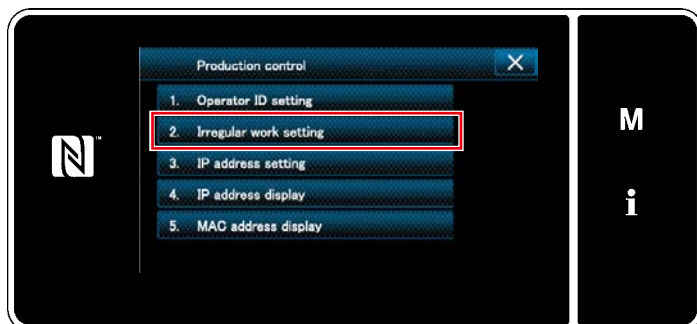 Production control
1. Operator ID setting
2. Irregular work setting
3. IP address setting
4. IP address display
5. MAC address display
N
M
i